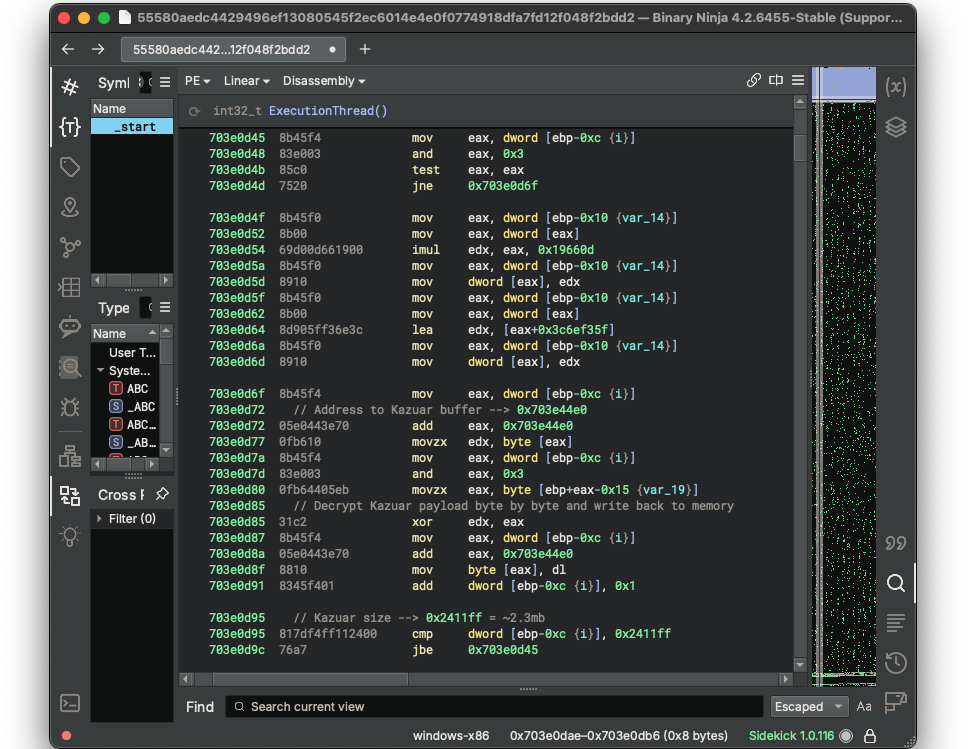 55580aedc4429496ef13080545f2ec6014e4e0f0774918dfa7fd12f048f2bdd2 — Binary Ninja 4.2.6455-Stable (Suppor...
55580aedc442...12f048f2bdd2
Symb
PE Linear Disassembly
Name
_start
int32_t ExecutionThread()
703e0d45 8b45f4 mov eax, dword [ebp-0xc {i}]
703e0d48 83e003 and eax, 0x3
703e0d4b 85c0 test eax, eax
703e0d4d 7520 jne 0x703e0d6f
703e0d4f 8b45f0 mov eax, dword [ebp-0x10 {var_14}]
703e0d52 8b00 mov eax, dword [eax]
703e0d54 69d00d661900 imul edx, eax, 0x19660d
703e0d5a 8b45f0 mov eax, dword [ebp-0x10 {var_14}]
703e0d5d 8910 mov dword [eax], edx
703e0d5f 8b45f0 mov eax, dword [ebp-0x10 {var_14}]
703e0d62 8b00 mov eax, dword [eax]
703e0d64 8d905ff36e3c lea edx, [eax+0x3c6ef35f]
703e0d6a 8b45f0 mov eax, dword [ebp-0x10 {var_14}]
703e0d6d 8910 mov dword [eax], edx
703e0d6f 8b45f4 mov eax, dword [ebp-0xc {i}]
703e0d72 // Address to Kazuar buffer --> 0x703e44e0
703e0d72 05e0443e70 add eax, 0x703e44e0
703e0d77 0fb610 movzx edx, byte [eax]
703e0d7a 8b45f4 mov eax, dword [ebp-0xc {i}]
703e0d7d 83e003 and eax, 0x3
703e0d80 0fb64405eb movzx eax, byte [ebp+eax-0x15 {var_19}]
703e0d85 // Decrypt Kazuar payload byte by byte and write back to memory
703e0d85 31c2 xor edx, eax
703e0d87 8b45f4 mov eax, dword [ebp-0xc {i}]
703e0d8a 05e0443e70 add eax, 0x703e44e0
703e0d8f 8810 mov byte [eax], dl
703e0d91 8345f401 add dword [ebp-0xc {i}], 0x1
703e0d95 // Kazuar size --> 0x2411ff = ~2.3mb
703e0d95 817df4ff112400 cmp dword [ebp-0xc {i}], 0x2411ff
703e0d9c 76a7 jbe 0x703e0d45
Type
Name
User T...
Syste...
T ABC
S _ABC
T ABC...
S _AB...
Cross F
Filter (0)
Find Search current view Escaped Aa
windows-x86 0x703e0dae–0x703e0db6 (0x8 bytes) Sidekick 1.0.116